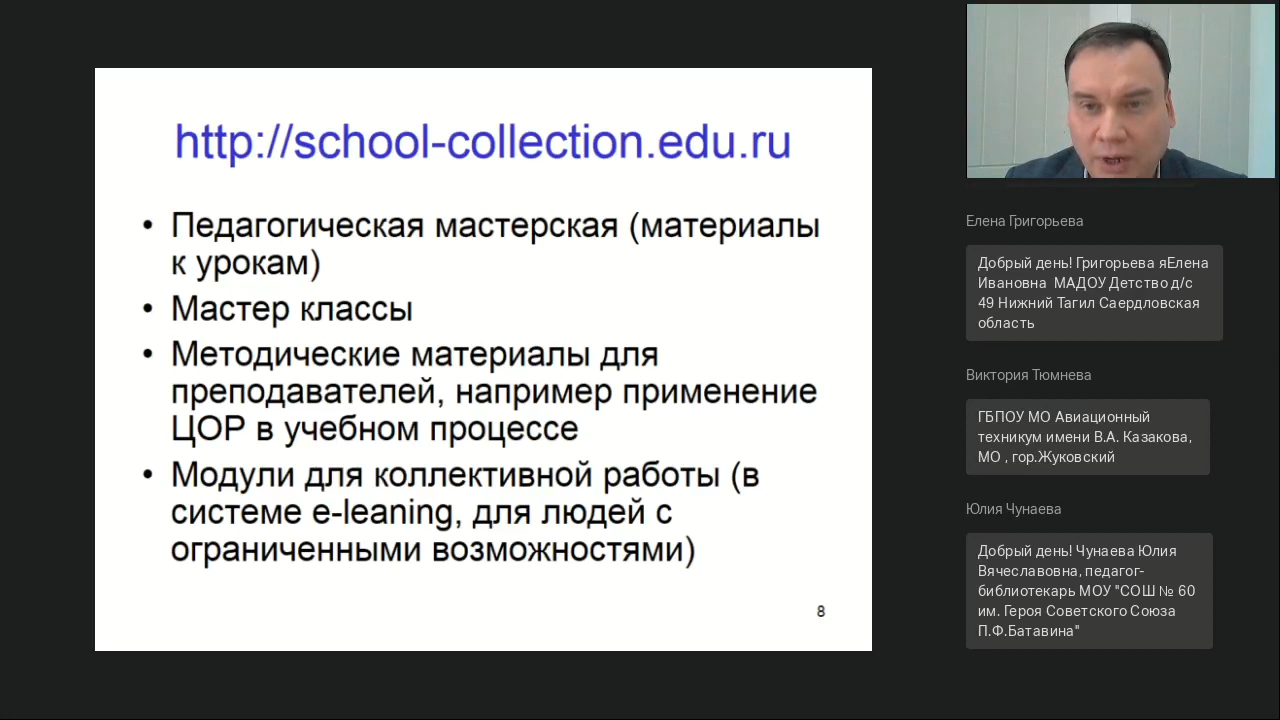 http://school-collection.edu.ru
• Педагогическая мастерская (материалы
к урокам)
• Мастер классы
• Методические материалы для
преподавателей, например применение
ЦОР в учебном процессе
• Модули для коллективной работы (в
системе e-leaning, для людей с
ограниченными возможностями)
8
Елена Григорьева
Добрый день! Григорьева яЕлена
Ивановна МАДОУ Детство д/с
49 Нижний Тагил Саердловская
область
Виктория Тюмнева
ГБПОУ МО Авиационный
техникум имени В.А. Казакова,
МО , гор.Жуковский
Юлия Чунаева
Добрый день! Чунаева Юлия
Вячеславовна, педагог-
библиотекарь МОУ "СОШ № 60
им. Героя Советского Союза
П.Ф.Батавина"